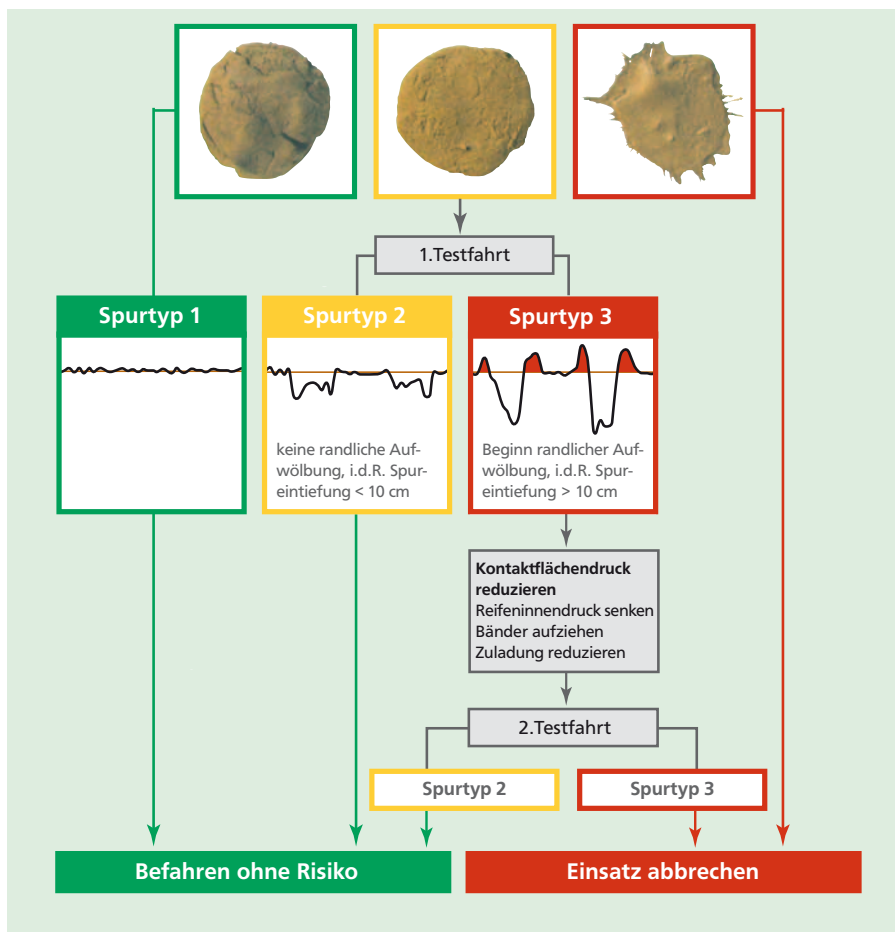 1.Testfahrt
Spurtyp 1
Spurtyp 2
Spurtyp 3
keine randliche Auf-
wölbung, i.d.R. Spur-
eintiefung < 10 cm
Beginn randlicher Auf-
wölbung, i.d.R. Spur-
eintiefung > 10 cm
Kontaktflächendruck
reduzieren
Reifeninnendruck senken
Bänder aufziehen
Zuladung reduzieren
2.Testfahrt
Spurtyp 2
Spurtyp 3
Befahren ohne Risiko
Einsatz abbrechen